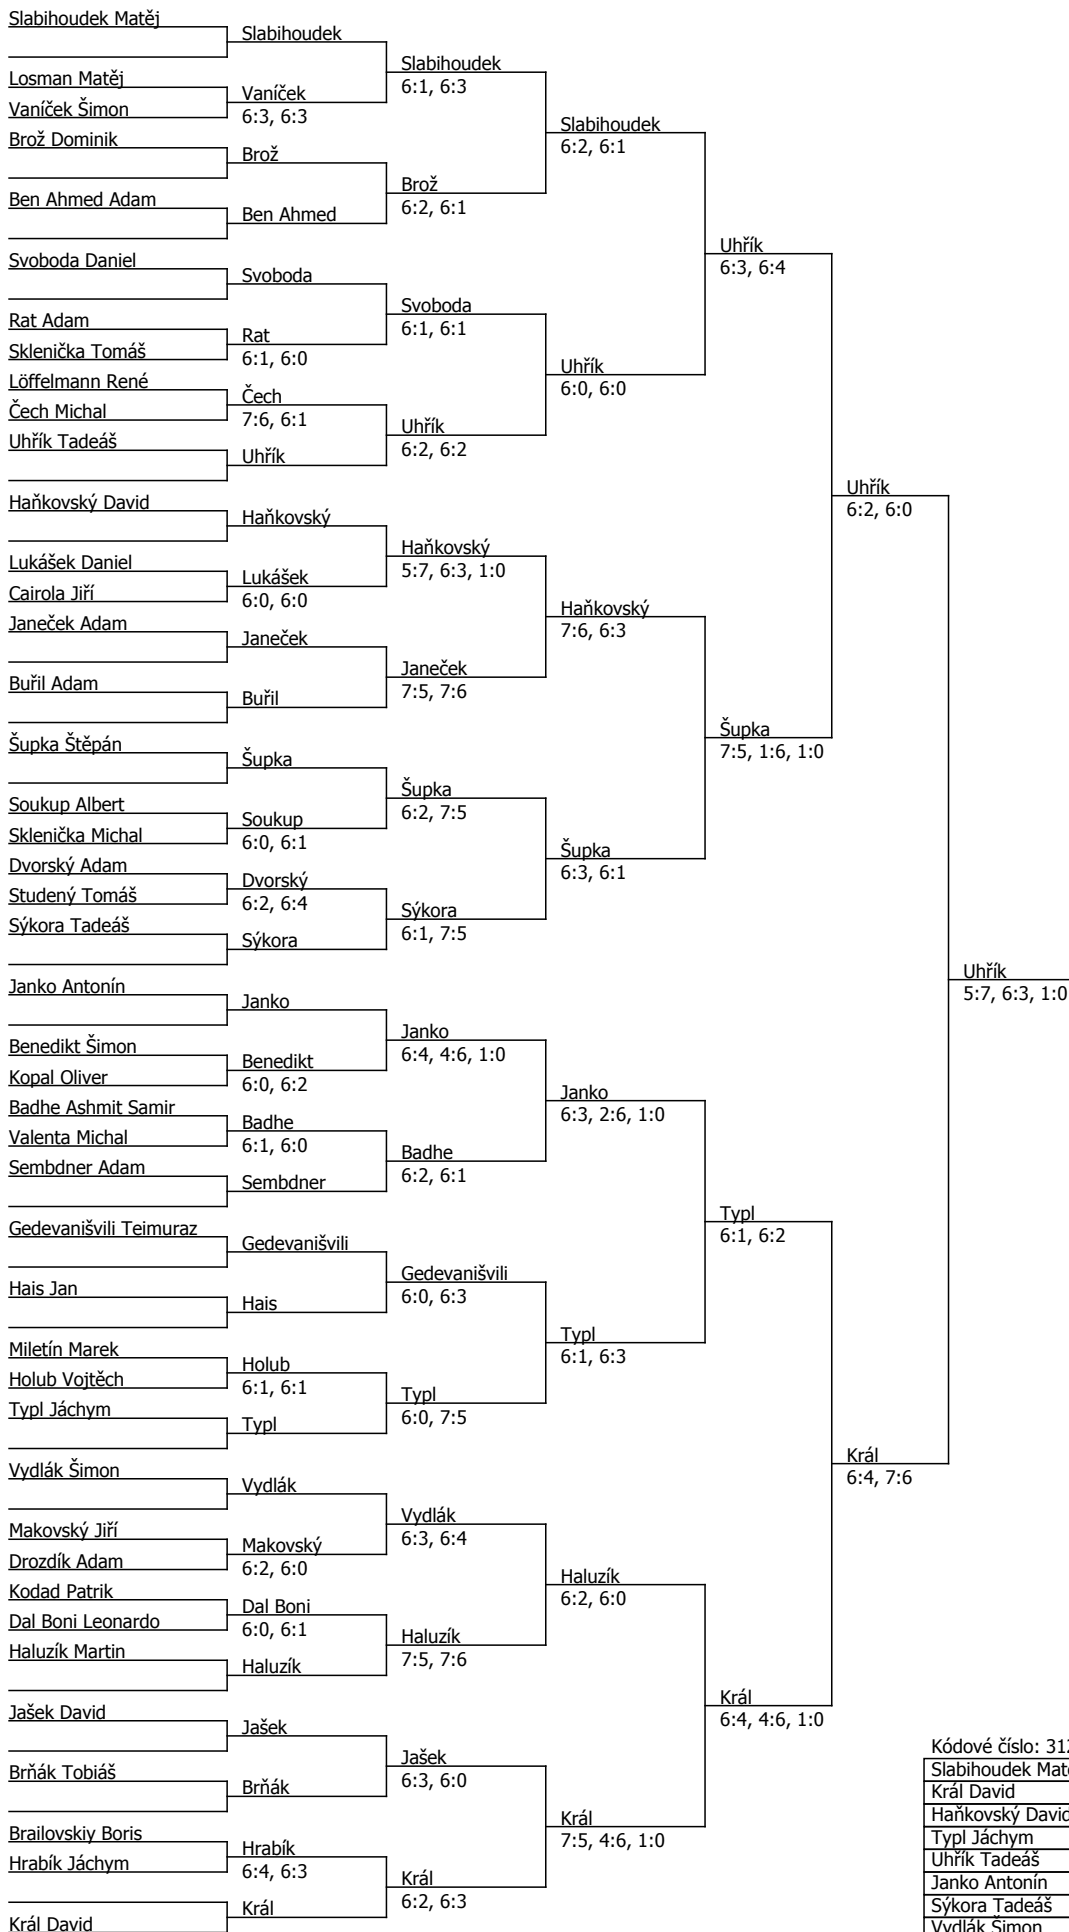 Slabihoudek Matěj
Losman Matěj
Vaníček Šimon
Brož Dominik
Ben Ahmed Adam
Svoboda Daniel
Rat Adam
Sklenička Tomáš
Löffelmann René
Čech Michal
Uhřík Tadeáš
Haňkovský David
Lukášek Daniel
Cairola Jiří
Janeček Adam
Buřil Adam
Šupka Štěpán
Soukup Albert
Sklenička Michal
Dvorský Adam
Studený Tomáš
Sýkora Tadeáš
Janko Antonín
Benedikt Šimon
Kopal Oliver
Badhe Ashmit Samir
Valenta Michal
Sembdner Adam
Gedevanišvili Teimuraz
Hais Jan
Miletín Marek
Holub Vojtěch
Typl Jáchym
Vydlák Šimon
Makovský Jiří
Drozdík Adam
Kodad Patrik
Dal Boni Leonardo
Haluzík Martin
Jašek David
Brňák Tobiáš
Brailovskiy Boris
Hrabík Jáchym
Král David
Slabihoudek
Vaníček
6:3, 6:3
Brož
Ben Ahmed
Svoboda
Rat
6:1, 6:0
Čech
7:6, 6:1
Uhřík
Haňkovský
Lukášek
6:0, 6:0
Janeček
Buřil
Šupka
Soukup
6:0, 6:1
Dvorský
6:2, 6:4
Sýkora
Janko
Benedikt
6:0, 6:2
Badhe
6:1, 6:0
Sembdner
Gedevanišvili
Hais
Holub
6:1, 6:1
Typl
Vydlák
Makovský
6:2, 6:0
Dal Boni
6:0, 6:1
Haluzík
Jašek
Brňák
Hrabík
6:4, 6:3
Král
Slabihoudek
6:1, 6:3
Brož
6:2, 6:1
Svoboda
6:1, 6:1
Uhřík
6:2, 6:2
Haňkovský
5:7, 6:3, 1:0
Janeček
7:5, 7:6
Šupka
6:2, 7:5
Sýkora
6:1, 7:5
Janko
6:4, 4:6, 1:0
Badhe
6:2, 6:1
Gedevanišvili
6:0, 6:3
Typl
6:0, 7:5
Vydlák
6:3, 6:4
Haluzík
7:5, 7:6
Jašek
6:3, 6:0
Král
6:2, 6:3
Slabihoudek
6:2, 6:1
Uhřík
6:0, 6:0
Haňkovský
7:6, 6:3
Šupka
6:3, 6:1
Janko
6:3, 2:6, 1:0
Typl
6:1, 6:3
Haluzík
6:2, 6:0
Král
7:5, 4:6, 1:0
Uhřík
6:3, 6:4
Šupka
7:5, 1:6, 1:0
Typl
6:1, 6:2
Král
6:4, 4:6, 1:0
Uhřík
6:2, 6:0
Král
6:4, 7:6
Uhřík
5:7, 6:3, 1:0
Kódové číslo: 312
Slabihoudek Mat
Král David
Haňkovský David
Typl Jáchym
Uhřík Tadeáš
Janko Antonín
Sýkora Tadeáš
Vydlák Šimon